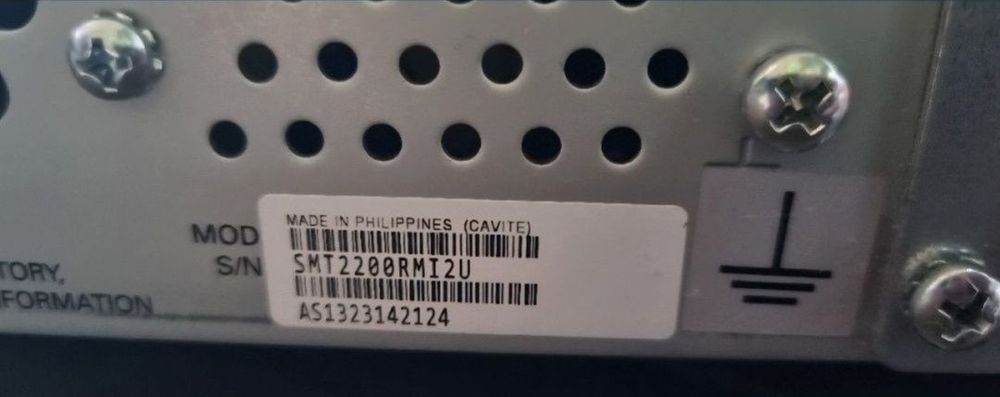 MADE IN PHILIPPINES (CAVITE)
MOD
SMT2200RMI2U
S/N
AS1323142124
TORY,
FORMATION